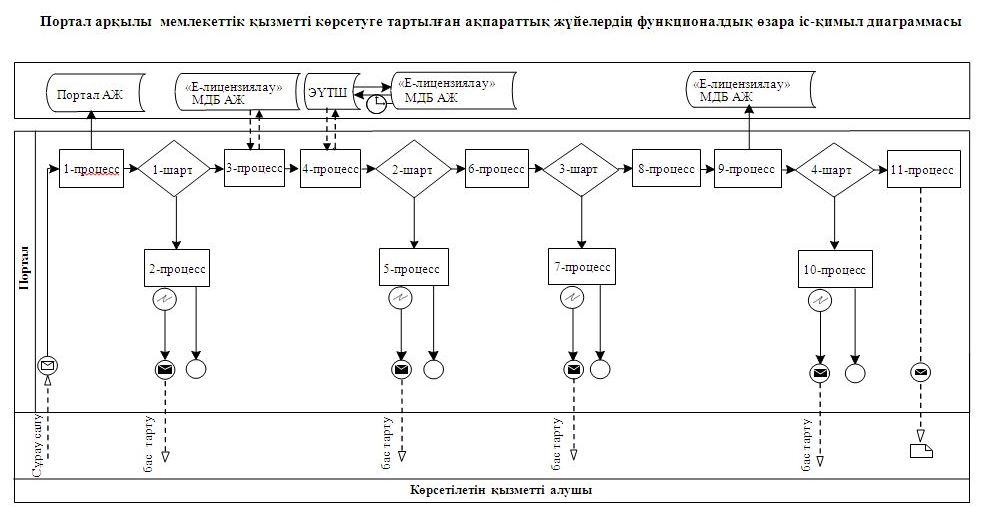 Портал арқылы мемлекеттік қызметті көрсетуге тартылған ақпараттық жүйелердің функционалдық өзара іс-қимыл диаграммасы
Портал АЖ
«Е-лицензиялау»
МДБ АЖ
ЭҮТШ
«Е-лицензиялау»
МДБ АЖ
«Е-лицензиялау»
МДБ АЖ
1-процесс
1-шарт
3-процесс
4-процесс
2-шарт
6-процесс
3-шарт
8-процесс
9-процесс
4-шарт
11-процесс
2-процесс
5-процесс
7-процесс
10-процесс
Портал
Сұрау салу
бас тарту
бас тарту
бас тарту
бас тарту
Көрсетілетін қызметті алушы